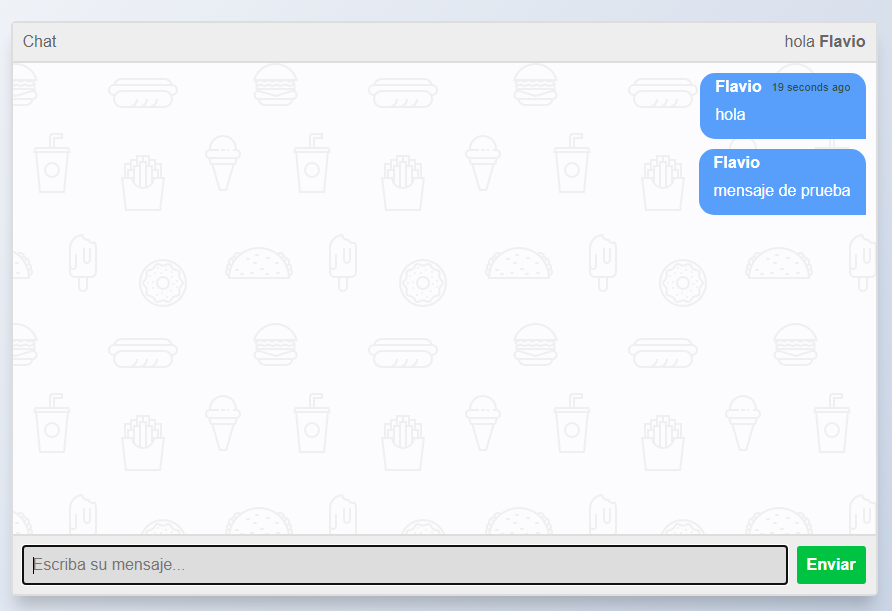 Chat hola Flavio
Flavio 19 seconds ago
hola
Flavio
mensaje de prueba
Escriba su mensaje... Enviar